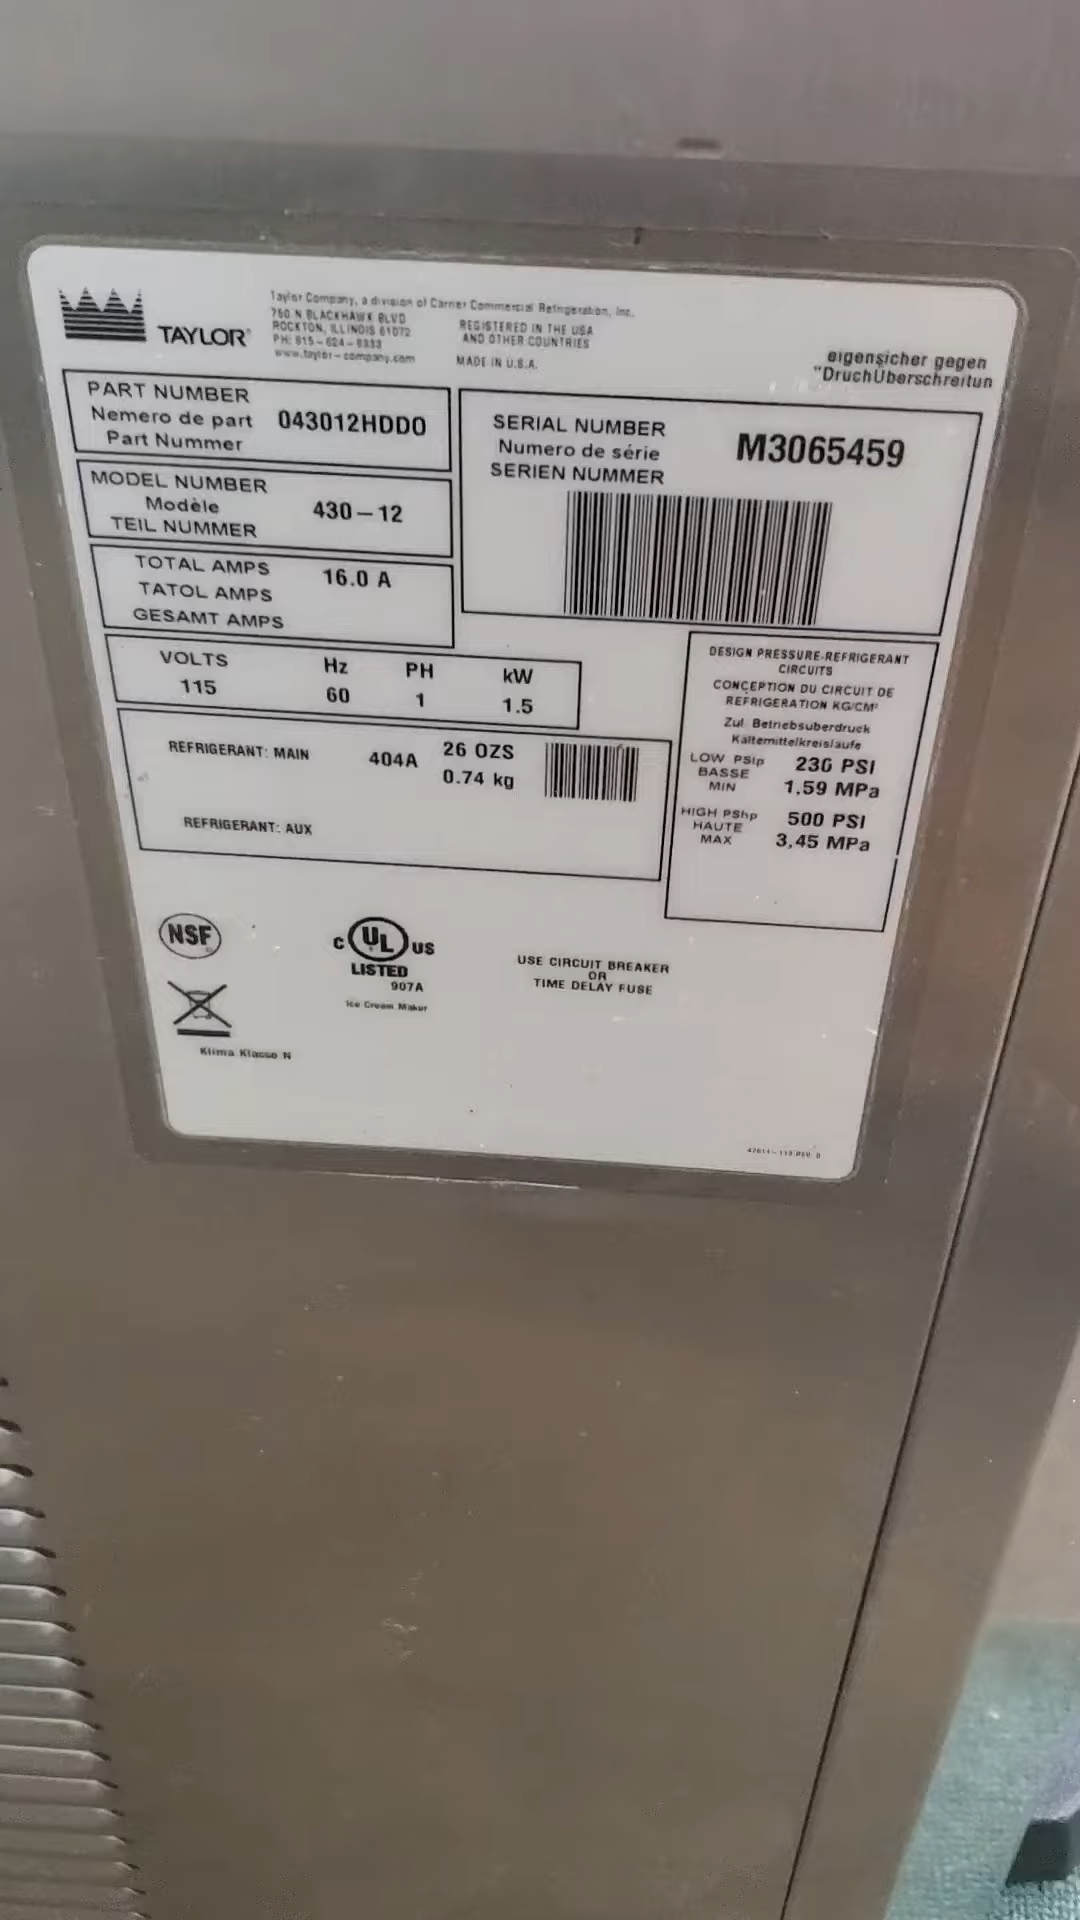 TAYLOR
Taylor Company, a division of Carrier Commercial Refrigeration, Inc.
750 N BLACKHAWK BLVD
ROCKTON, ILLINOIS 61072
PH: 815-624-8333
www.taylor-company.com
REGISTERED IN THE USA
AND OTHER COUNTRIES
MADE IN U.S.A.
eigensicher gegen
"DruchUberschreitun
PART NUMBER
Nemero de part 043012HDD0
Part Nummer
SERIAL NUMBER
Numero de série M3065459
SERIEN NUMMER
MODEL NUMBER
Modèle 430-12
TEIL NUMMER
TOTAL AMPS 16.0 A
TATOL AMPS
GESAMT AMPS
VOLTS Hz PH kW
115 60 1 1.5
REFRIGERANT: MAIN 404A 26 OZS
0.74 kg
REFRIGERANT: AUX
DESIGN PRESSURE-REFRIGERANT
CIRCUITS
CONCEPTION DU CIRCUIT DE
REFRIGERATION KG/CM²
Zul Betriebsuberdruck
Kaltemittelkreislaufe
LOW PSIp 230 PSI
BASSE
MIN 1,59 MPa
HIGH PShp 500 PSI
HAUTE
MAX 3,45 MPa
NSF
C UL US
LISTED
907A
Ice Cream Maker
USE CIRCUIT BREAKER
OR
TIME DELAY FUSE
Klima Klasse N